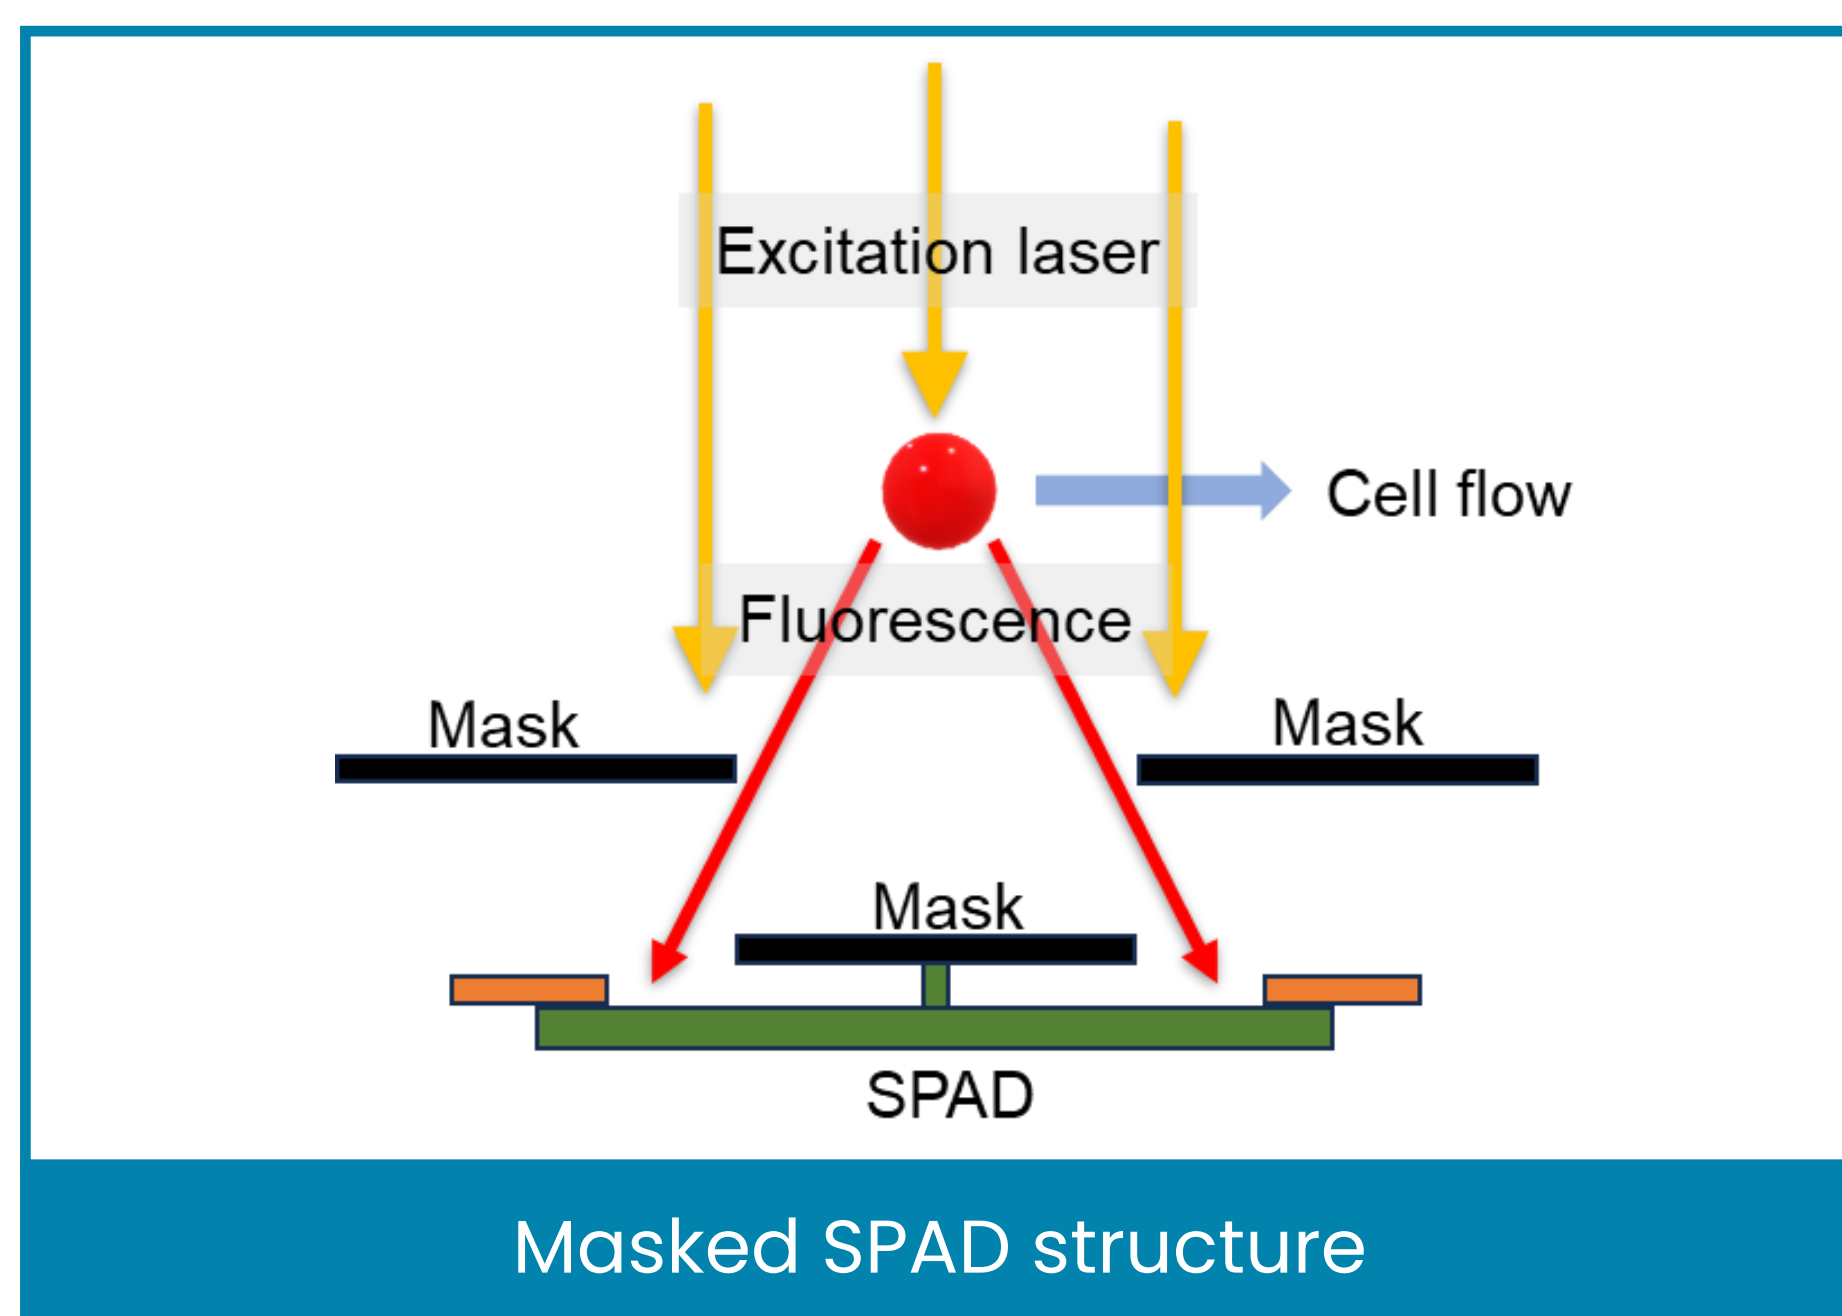 Excitation laser
Cell flow
Fluorescence
Mask
Mask
Mask
SPAD
Masked SPAD structure